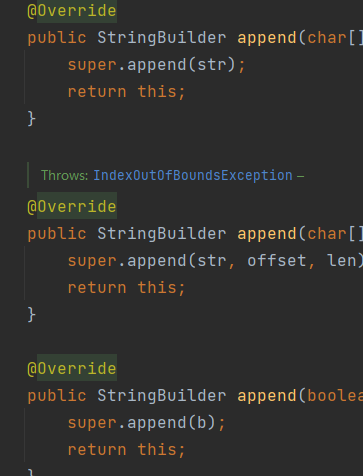 @Override
public StringBuilder append(char[]
super.append(str);
return this;
}
Throws: IndexOutOfBoundsException –
@Override
public StringBuilder append(char[]
super.append(str, offset, len)
return this;
}
@Override
public StringBuilder append(boolea
super.append(b);
return this;
}